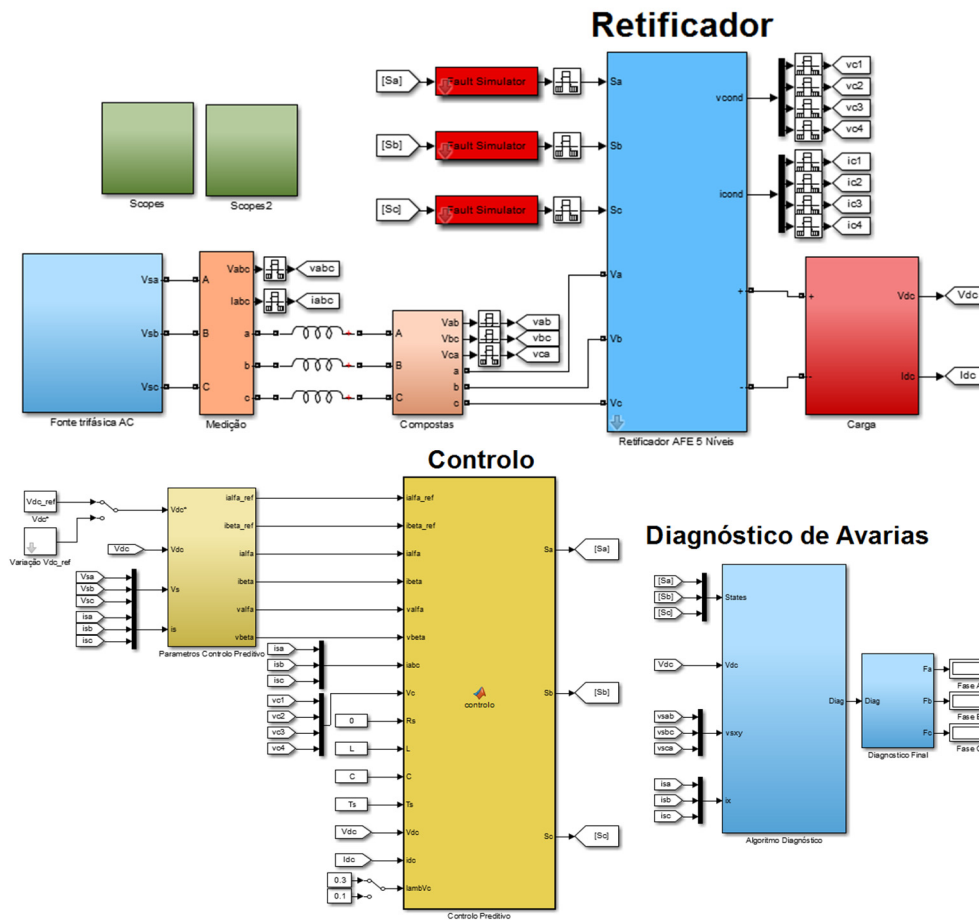 Retificador
[Sa]
Fault Simulator
Sa
[Sb]
Fault Simulator
Sb
[Sc]
Fault Simulator
Sc
vcond
vc1
vc2
vc3
vc4
icond
ic1
ic2
ic3
ic4
Va
Vb
Vc
+
-
Retificador AFE 5 Níveis
Scopes
Scopes2
Vsa
Vsb
Vsc
Fonte trifásica AC
A
B
C
Vabc
Iabc
a
b
c
vabc
iabc
Medição
A
B
C
Vab
Vbc
Vca
a
b
c
vab
vbc
vca
Compostas
+
-
Vdc
Idc
Vdc
Idc
Carga
Controlo
Vdc_ref
Vdc*
Variação Vdc_ref
Vdc
Vsa
Vsb
Vsc
isa
isb
isc
Vdc*
Vdc
Vs
is
ialfa_ref
ibeta_ref
ialfa
ibeta
valfa
vbeta
Parametros Controlo Preditivo
isa
isb
isc
vc1
vc2
vc3
vc4
0
L
C
Ts
Vdc
Idc
0.3
0.1
ialfa_ref
ibeta_ref
ialfa
ibeta
valfa
vbeta
iabc
Vc
Rs
L
C
Ts
Vdc
idc
lambVc
controlo
Sa
Sb
Sc
[Sa]
[Sb]
[Sc]
Controlo Preditivo
Diagnóstico de Avarias
[Sa]
[Sb]
[Sc]
Vdc
vsab
vsbc
vsca
isa
isb
isc
States
Vdc
vsxy
ix
Diag
Algoritmo Diagnóstico
Diag
Fa
Fb
Fc
Diagnostico Final
Fase
Fase
Fase